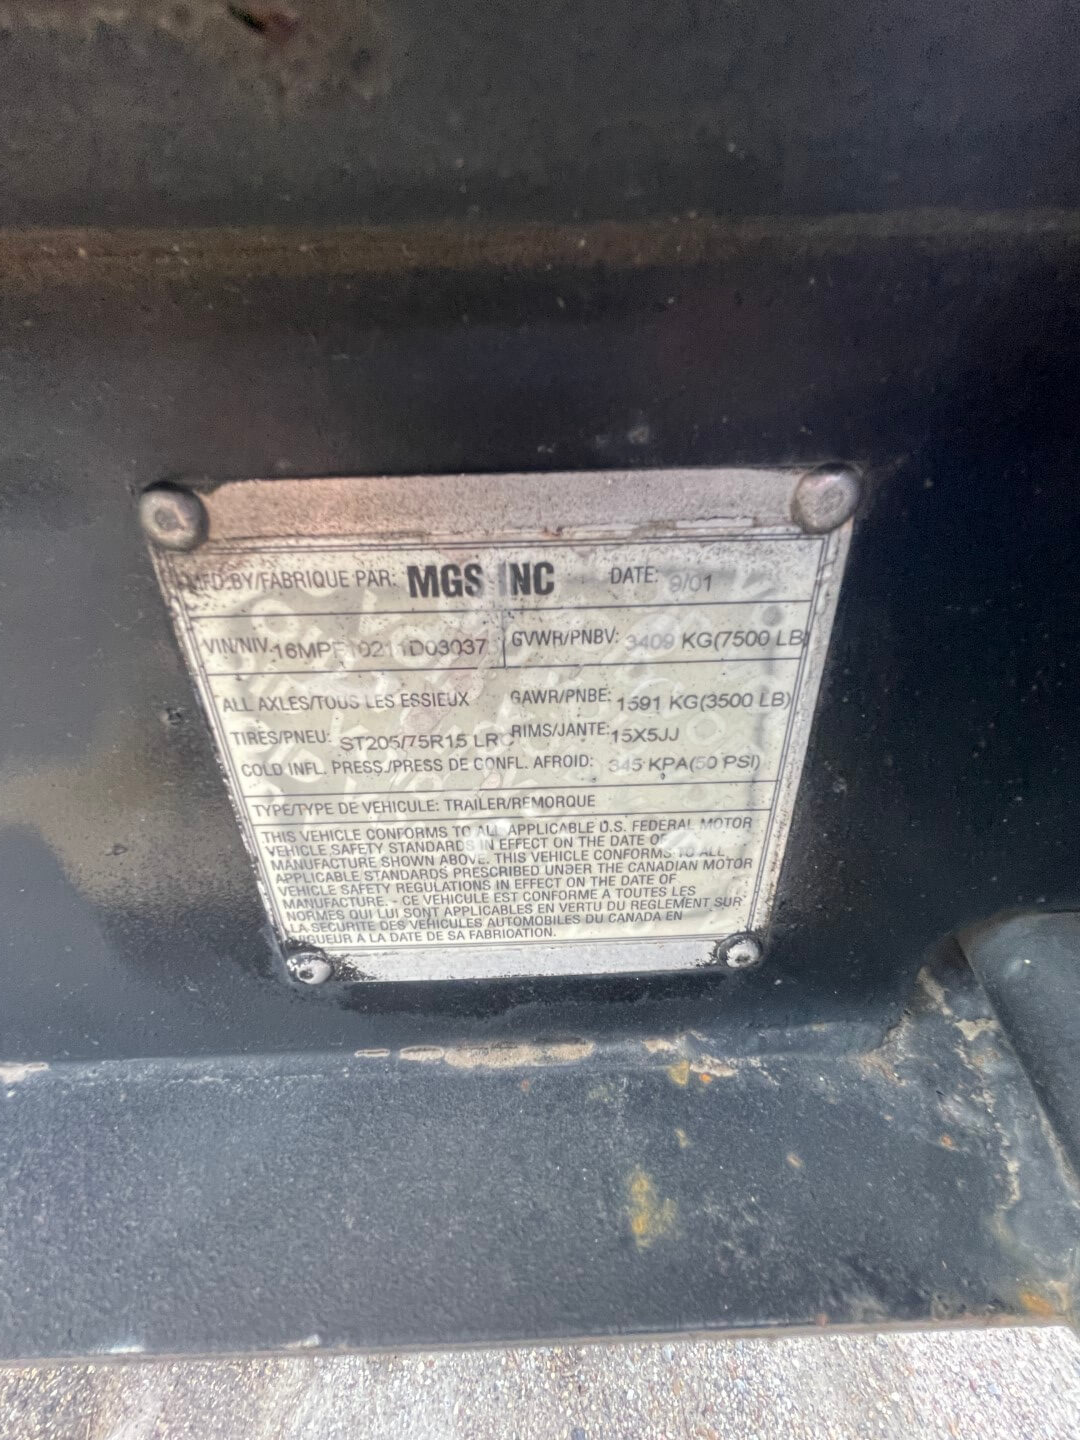 MFD.BY/FABRIQUE PAR: MGS INC DATE: 9/01
VIN/NIV. GVWR/PNBV: 3409 KG(7500 LB)
ALL AXLES/TOUS LES ESSIEUX GAWR/PNBE: 1591 KG(3500 LB)
TIRES/PNEU: ST205/75R15 LRC RIMS/JANTE: 15X5JJ
COLD INFL. PRESS./PRESS DE CONFL. AFROID: 345 KPA(50 PSI)
TYPE/TYPE DE VEHICULE: TRAILER/REMORQUE
THIS VEHICLE CONFORMS TO ALL APPLICABLE U.S. FEDERAL MOTOR
VEHICLE SAFETY STANDARDS IN EFFECT ON THE DATE OF
MANUFACTURE SHOWN ABOVE. THIS VEHICLE CONFORMS TO ALL
APPLICABLE STANDARDS PRESCRIBED UNDER THE CANADIAN MOTOR
VEHICLE SAFETY REGULATIONS IN EFFECT ON THE DATE OF
MANUFACTURE. - CE VEHICULE EST CONFORME A TOUTES LES
NORMES QUI LUI SONT APPLICABLES EN VERTU DU REGLEMENT SUR
LA SECURITE DES VEHICULES AUTOMOBILES DU CANADA EN
VIGUEUR A LA DATE DE SA FABRICATION.